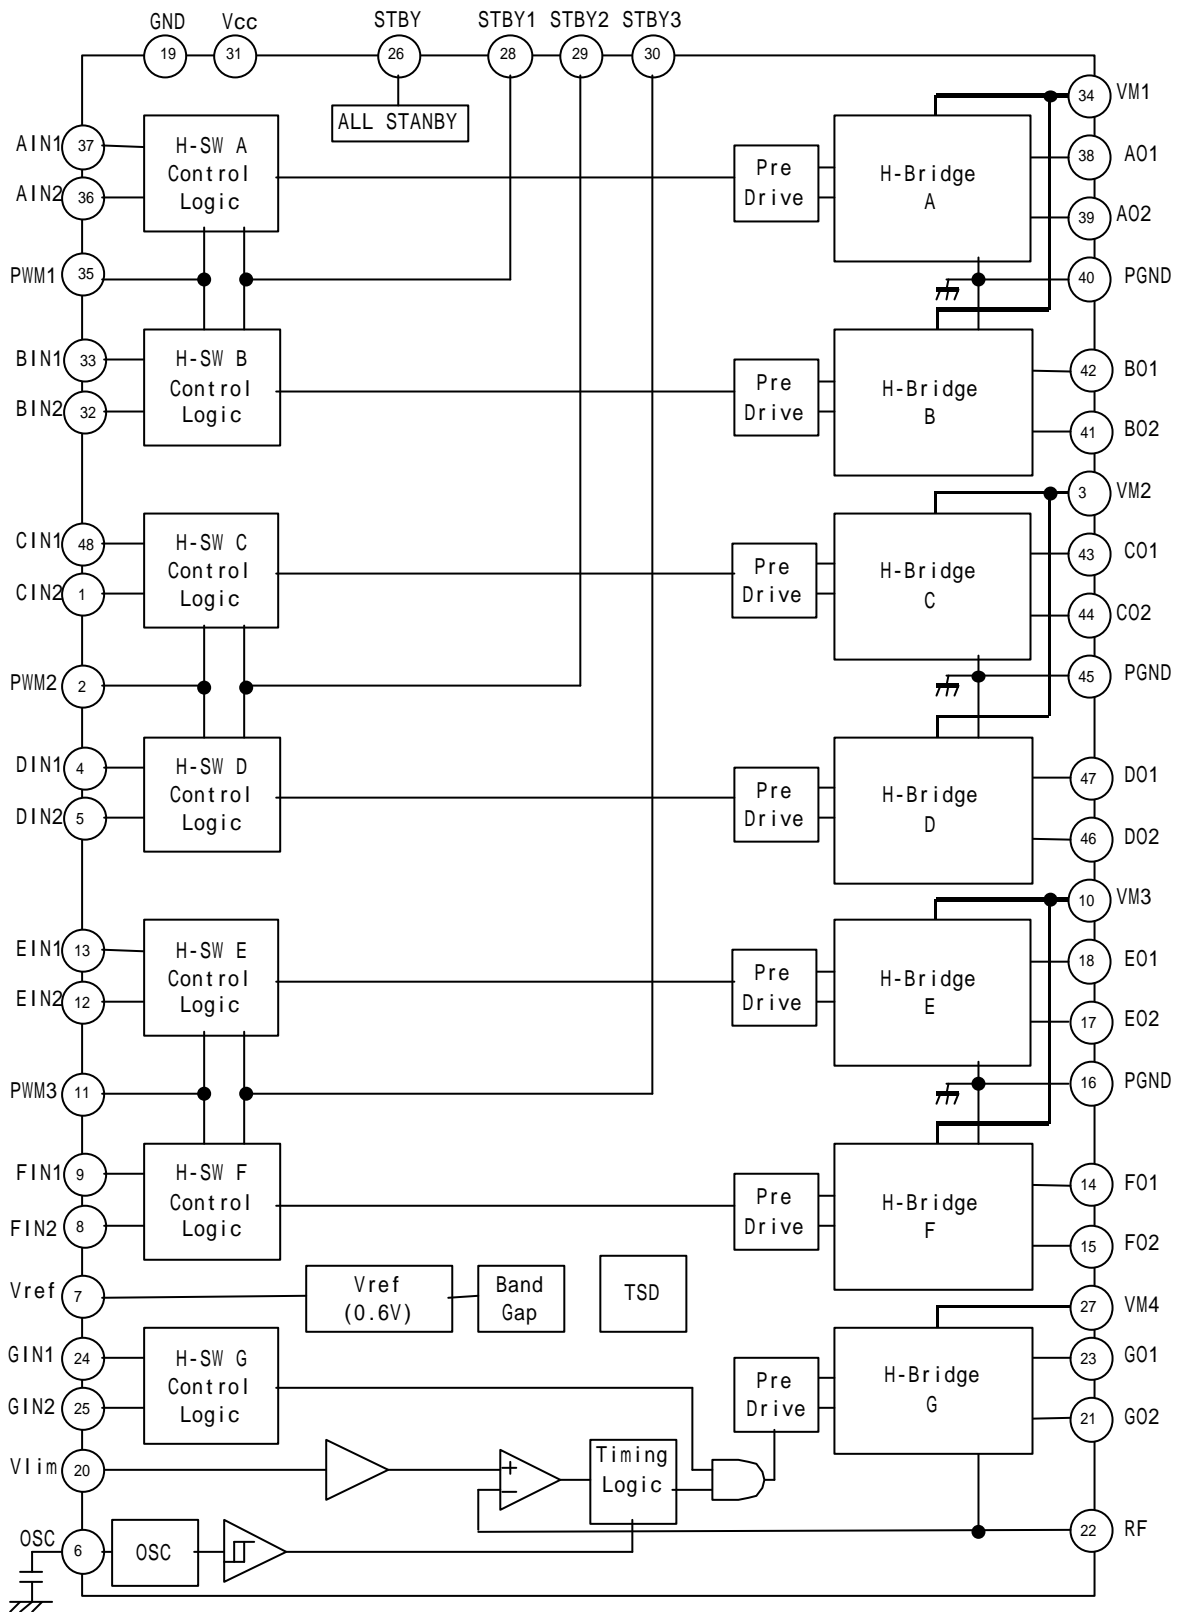 GND Vcc STBY STBY1 STBY2 STBY3
19 31 26 28 29 30
ALL STANBY
AIN1 37
AIN2 36
H-SW A
Control
Logic
Pre
Drive
H-Bridge
A
34 VM1
38 AO1
39 AO2
PWM1 35
40 PGND
BIN1 33
BIN2 32
H-SW B
Control
Logic
Pre
Drive
H-Bridge
B
42 BO1
41 BO2
3 VM2
CIN1 48
CIN2 1
H-SW C
Control
Logic
Pre
Drive
H-Bridge
C
43 CO1
44 CO2
PWM2 2
45 PGND
DIN1 4
DIN2 5
H-SW D
Control
Logic
Pre
Drive
H-Bridge
D
47 DO1
46 DO2
10 VM3
EIN1 13
EIN2 12
H-SW E
Control
Logic
Pre
Drive
H-Bridge
E
18 EO1
17 EO2
PWM3 11
16 PGND
FIN1 9
FIN2 8
H-SW F
Control
Logic
Pre
Drive
H-Bridge
F
14 FO1
15 FO2
Vref 7
Vref
(0.6V)
Band
Gap
TSD
27 VM4
GIN1 24
GIN2 25
H-SW G
Control
Logic
Pre
Drive
H-Bridge
G
23 GO1
21 GO2
Vlim 20
+
−
Timing
Logic
22 RF
OSC 6
OSC